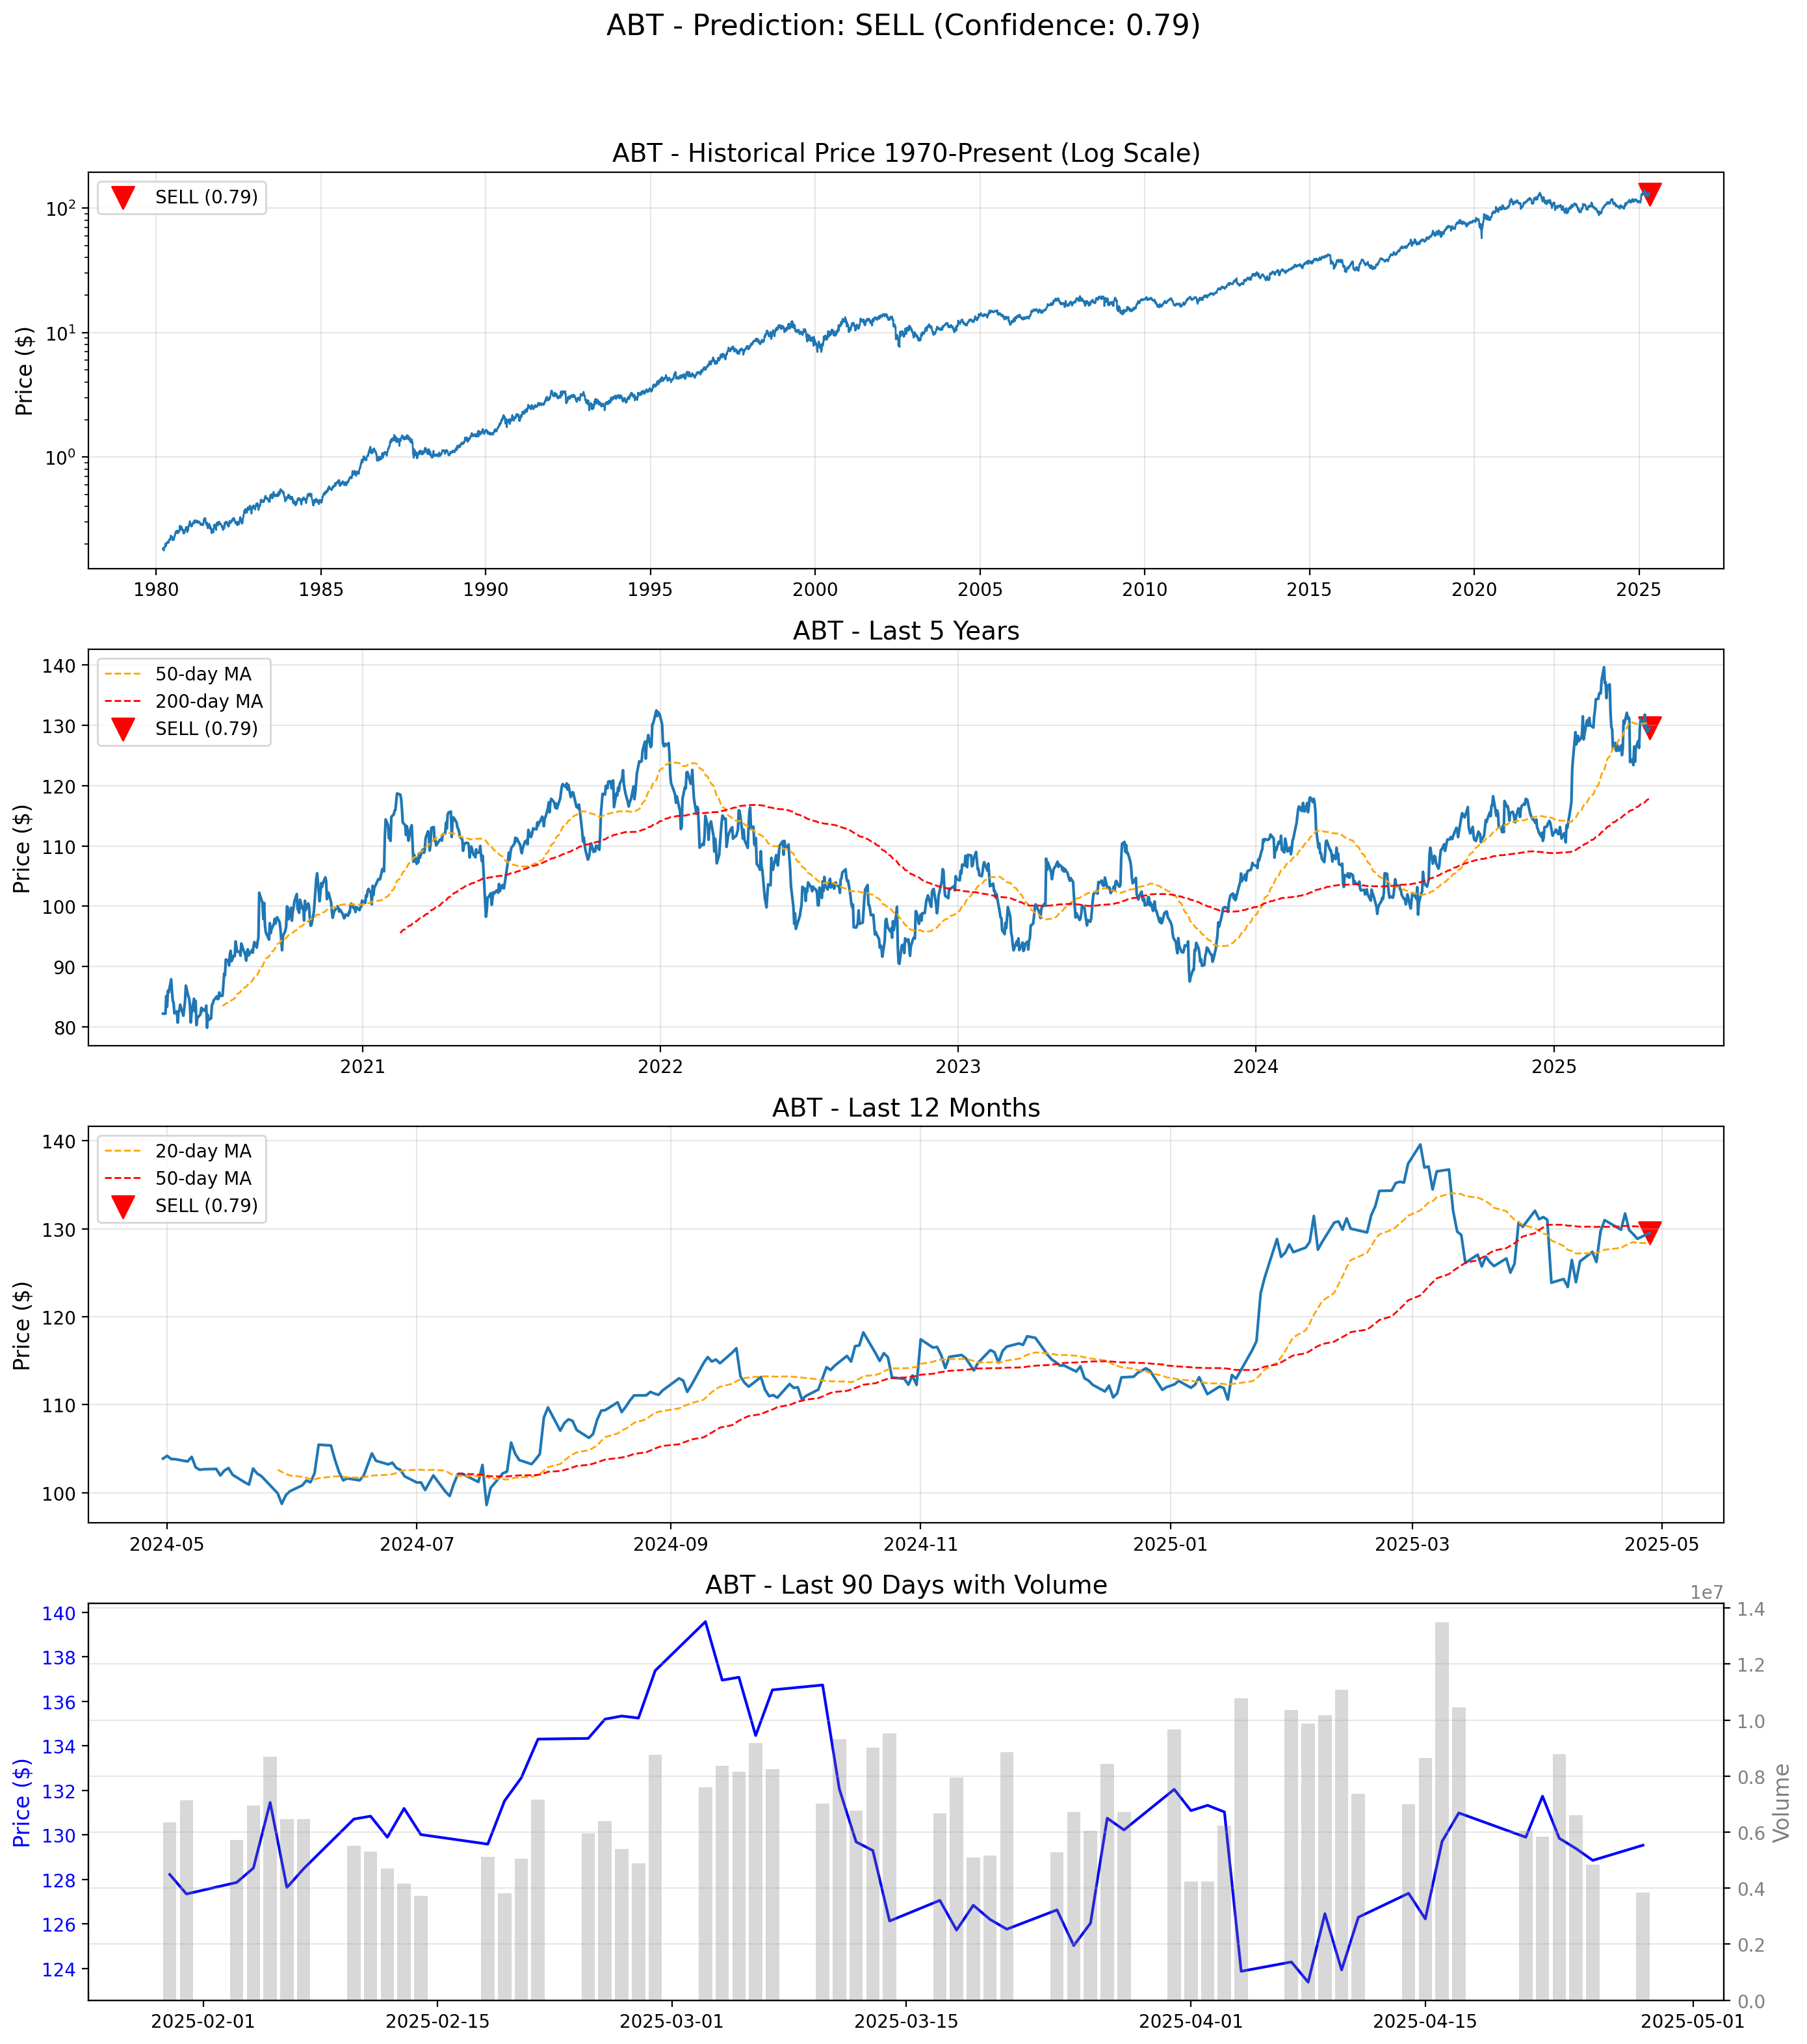 ABT - Prediction: SELL (Confidence: 0.79)
ABT - Historical Price 1970-Present (Log Scale)
SELL (0.79)
Price ($)
10²
10¹
10⁰
1980 1985 1990 1995 2000 2005 2010 2015 2020 2025
ABT - Last 5 Years
50-day MA
200-day MA
SELL (0.79)
Price ($)
140
130
120
110
100
90
80
2021 2022 2023 2024 2025
ABT - Last 12 Months
20-day MA
50-day MA
SELL (0.79)
Price ($)
140
130
120
110
100
2024-05 2024-07 2024-09 2024-11 2025-01 2025-03 2025-05
ABT - Last 90 Days with Volume
1e7
Price ($)
140
138
136
134
132
130
128
126
124
1.4
1.2
1.0
0.8
0.6
0.4
0.2
0.0
Volume
2025-02-01 2025-02-15 2025-03-01 2025-03-15 2025-04-01 2025-04-15 2025-05-01